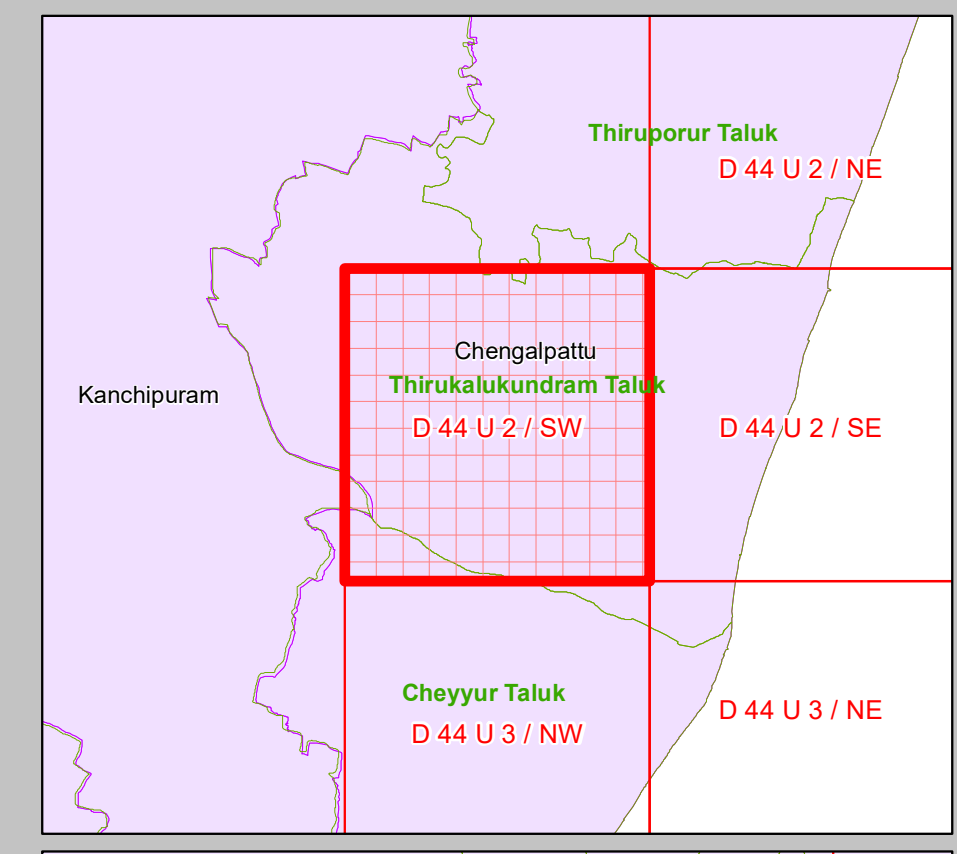 Thiruporur Taluk
D 44 U 2 / NE
Chengalpattu
Thirukalukundram Taluk
Kanchipuram
D 44 U 2 / SW
D 44 U 2 / SE
Cheyyur Taluk
D 44 U 3 / NE
D 44 U 3 / NW